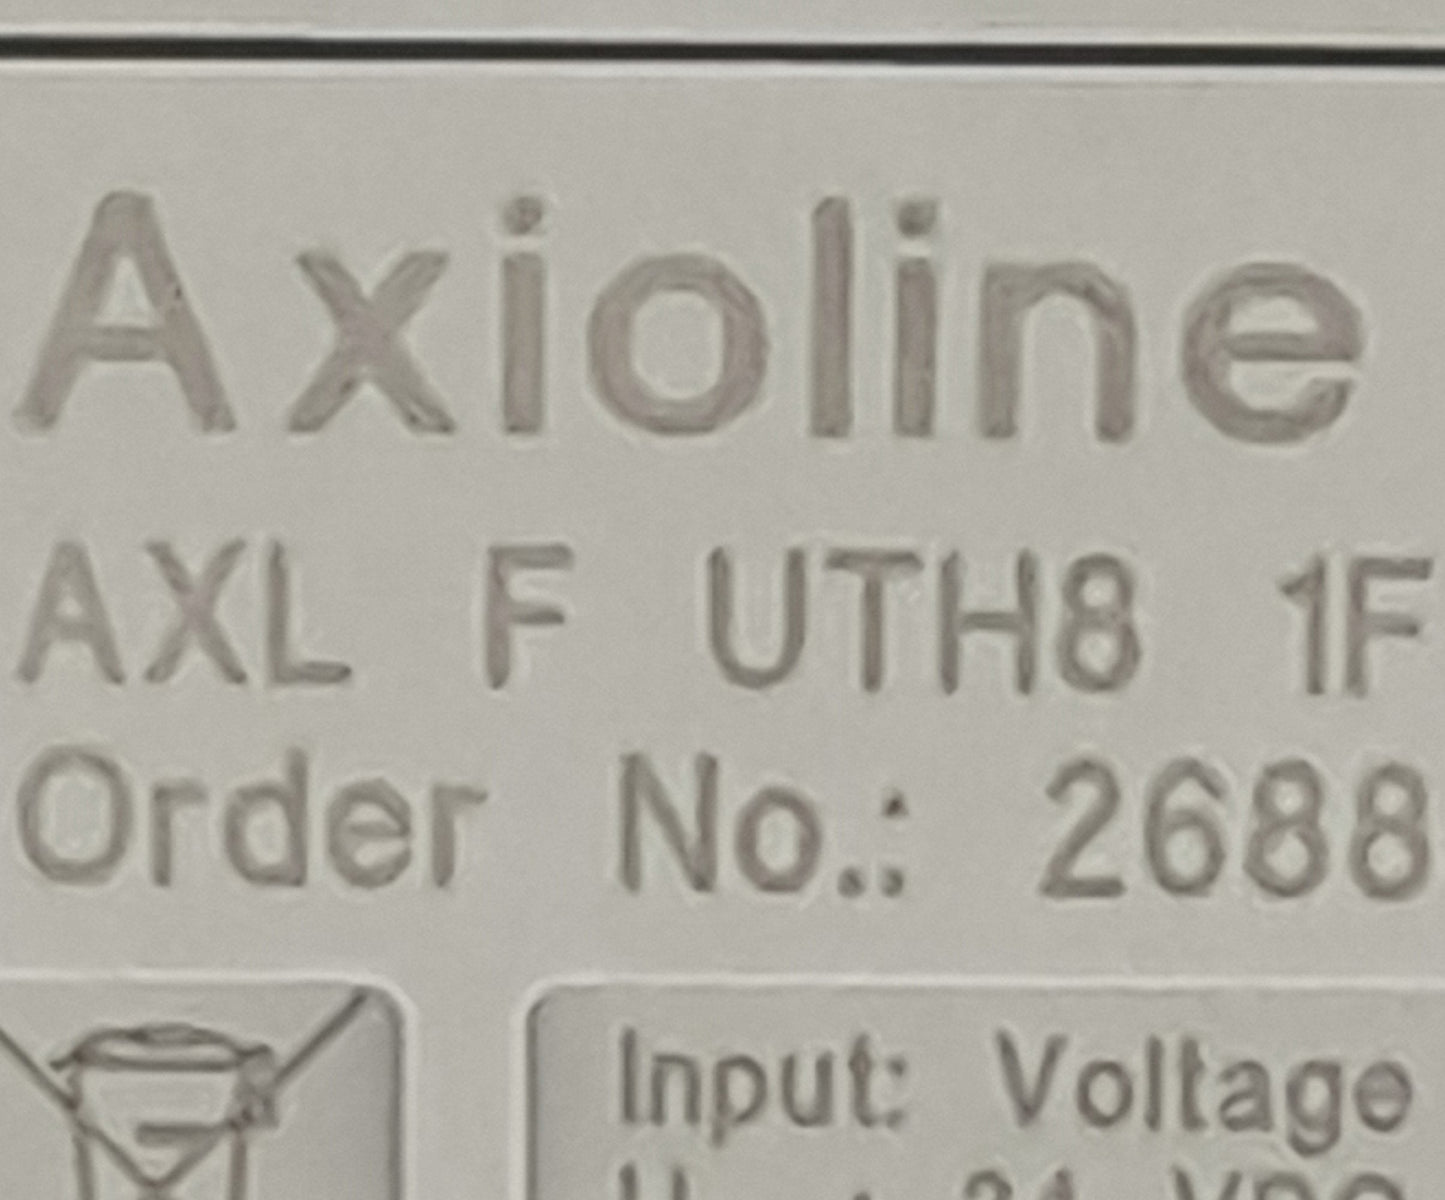 Axioline
AXL F UTH8 1F
Order No.: 2688
Input: Voltage